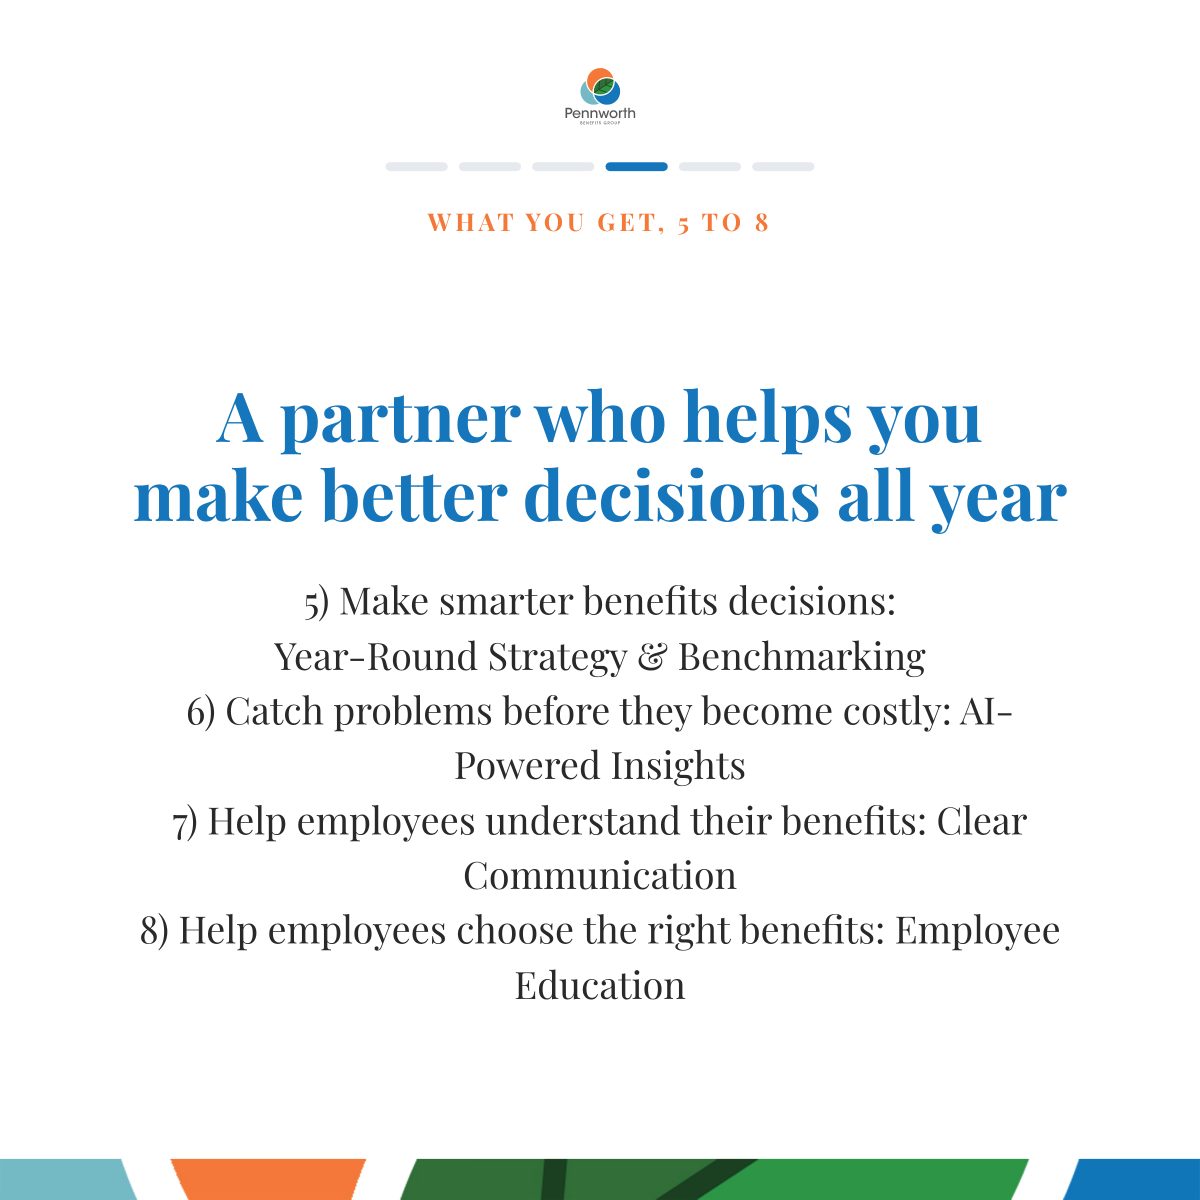 Pennworth
BENEFITS GROUP
WHAT YOU GET, 5 TO 8
A partner who helps you
make better decisions all year
5) Make smarter benefits decisions:
Year-Round Strategy & Benchmarking
6) Catch problems before they become costly: AI-
Powered Insights
7) Help employees understand their benefits: Clear
Communication
8) Help employees choose the right benefits: Employee
Education